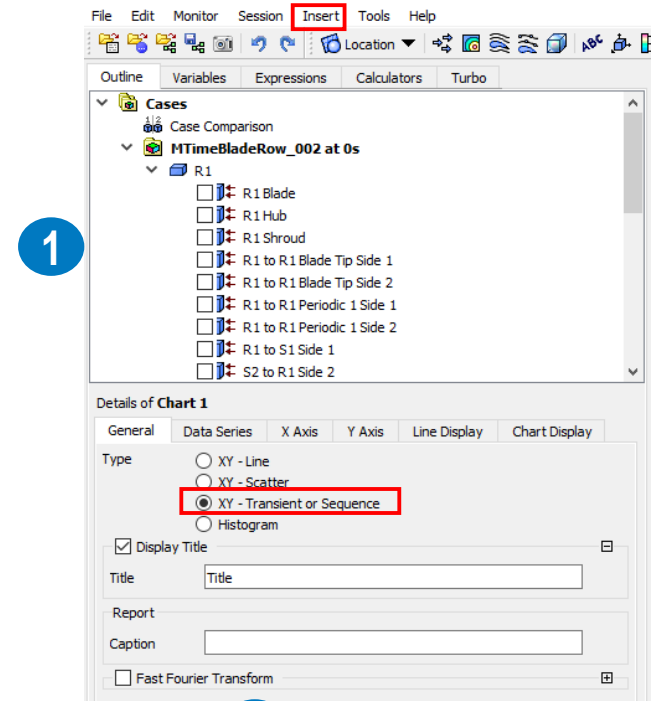 File Edit Monitor Session Insert Tools Help
Location ABC
Outline Variables Expressions Calculators Turbo
Cases
1 2 Case Comparison
MTimeBladeRow_002 at 0s
R1
R1 Blade
R1 Hub
1
R1 Shroud
R1 to R1 Blade Tip Side 1
R1 to R1 Blade Tip Side 2
R1 to R1 Periodic 1 Side 1
R1 to R1 Periodic 1 Side 2
R1 to S1 Side 1
S2 to R1 Side 2
Details of Chart 1
General Data Series X Axis Y Axis Line Display Chart Display
Type XY - Line
XY - Scatter
XY - Transient or Sequence
Histogram
Display Title
Title Title
Report
Caption
Fast Fourier Transform